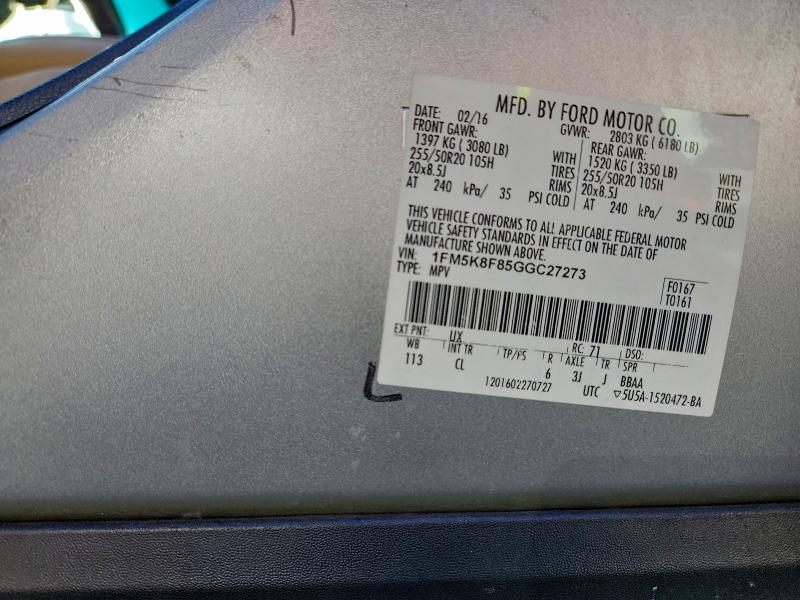 MFD. BY FORD MOTOR CO.
DATE: 02/16 GVWR: 2803 KG ( 6180 LB)
FRONT GAWR: REAR GAWR:
1397 KG ( 3080 LB) WITH 1520 KG ( 3350 LB) WITH
255/50R20 105H TIRES 255/50R20 105H TIRES
20x8.5J RIMS 20x8.5J RIMS
AT 240 kPa/ 35 PSI COLD AT 240 kPa/ 35 PSI COLD
THIS VEHICLE CONFORMS TO ALL APPLICABLE FEDERAL MOTOR
VEHICLE SAFETY STANDARDS IN EFFECT ON THE DATE OF
MANUFACTURE SHOWN ABOVE.
VIN: 1FM5K8F85GGC27273
TYPE: MPV
F0167
T0161
EXT PNT: UX RC: 71 DSO:
WB INT TR TP/PS R AXLE TR SPR
113 CL 6 3J J BBAA
1201602270727 UTC ▽5U5A-1520472-BA
L